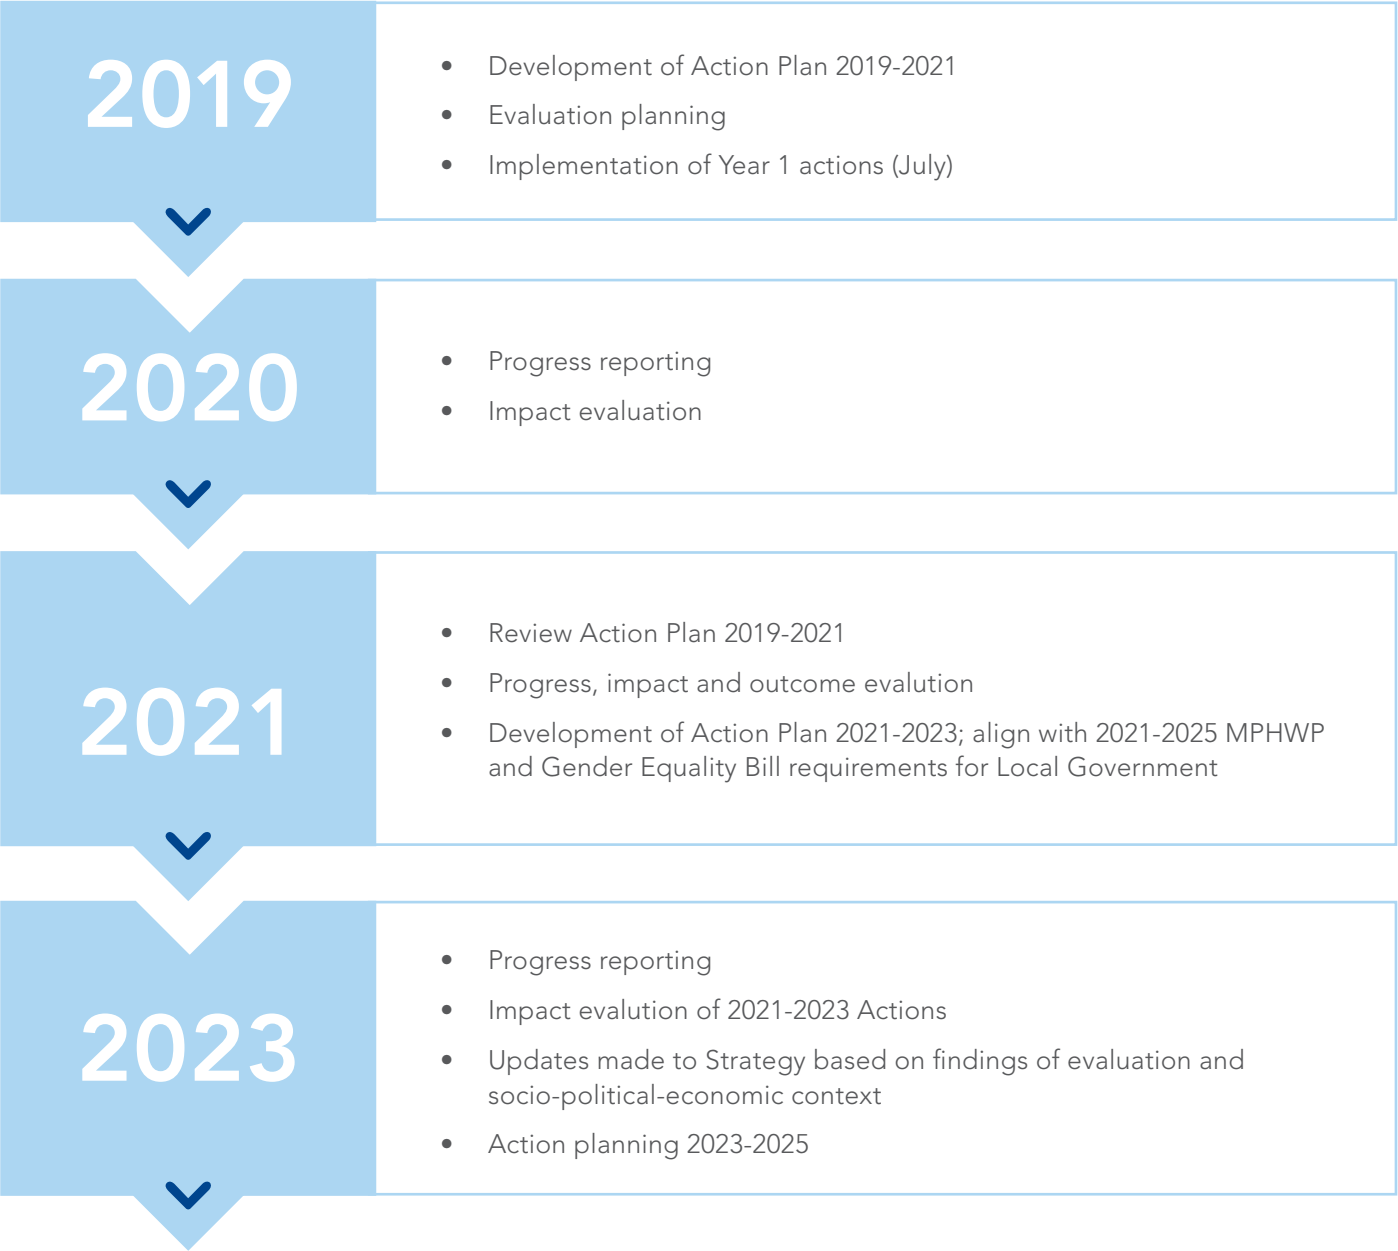 2019
• Development of Action Plan 2019-2021
• Evaluation planning
• Implementation of Year 1 actions (July)
2020
• Progress reporting
• Impact evaluation
2021
• Review Action Plan 2019-2021
• Progress, impact and outcome evalution
• Development of Action Plan 2021-2023; align with 2021-2025 MPHWP
and Gender Equality Bill requirements for Local Government
2023
• Progress reporting
• Impact evalution of 2021-2023 Actions
• Updates made to Strategy based on findings of evaluation and
socio-political-economic context
• Action planning 2023-2025